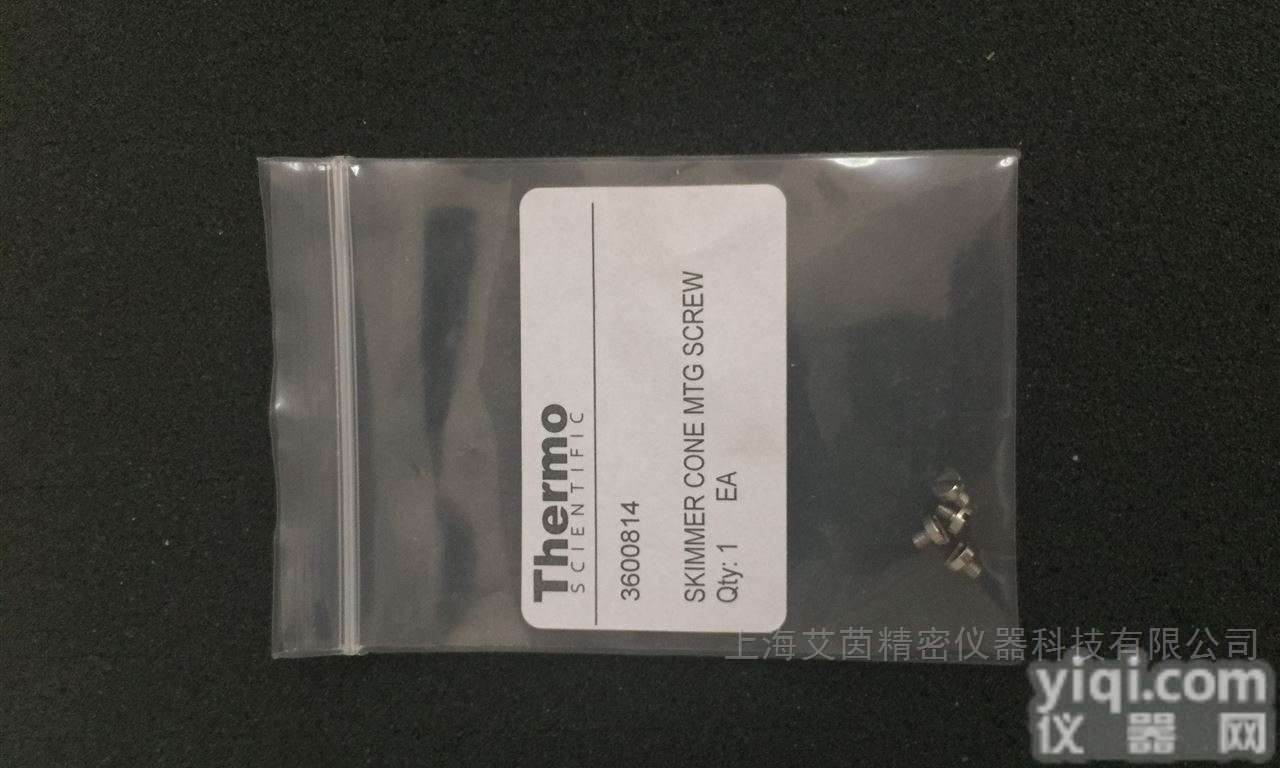 Thermo
SCIENTIFIC
3600814
SKIMMER CONE MTG SCREW
Qty: 1 EA
上海艾茵精密仪器科技有限公司
yiqi.com
仪器网